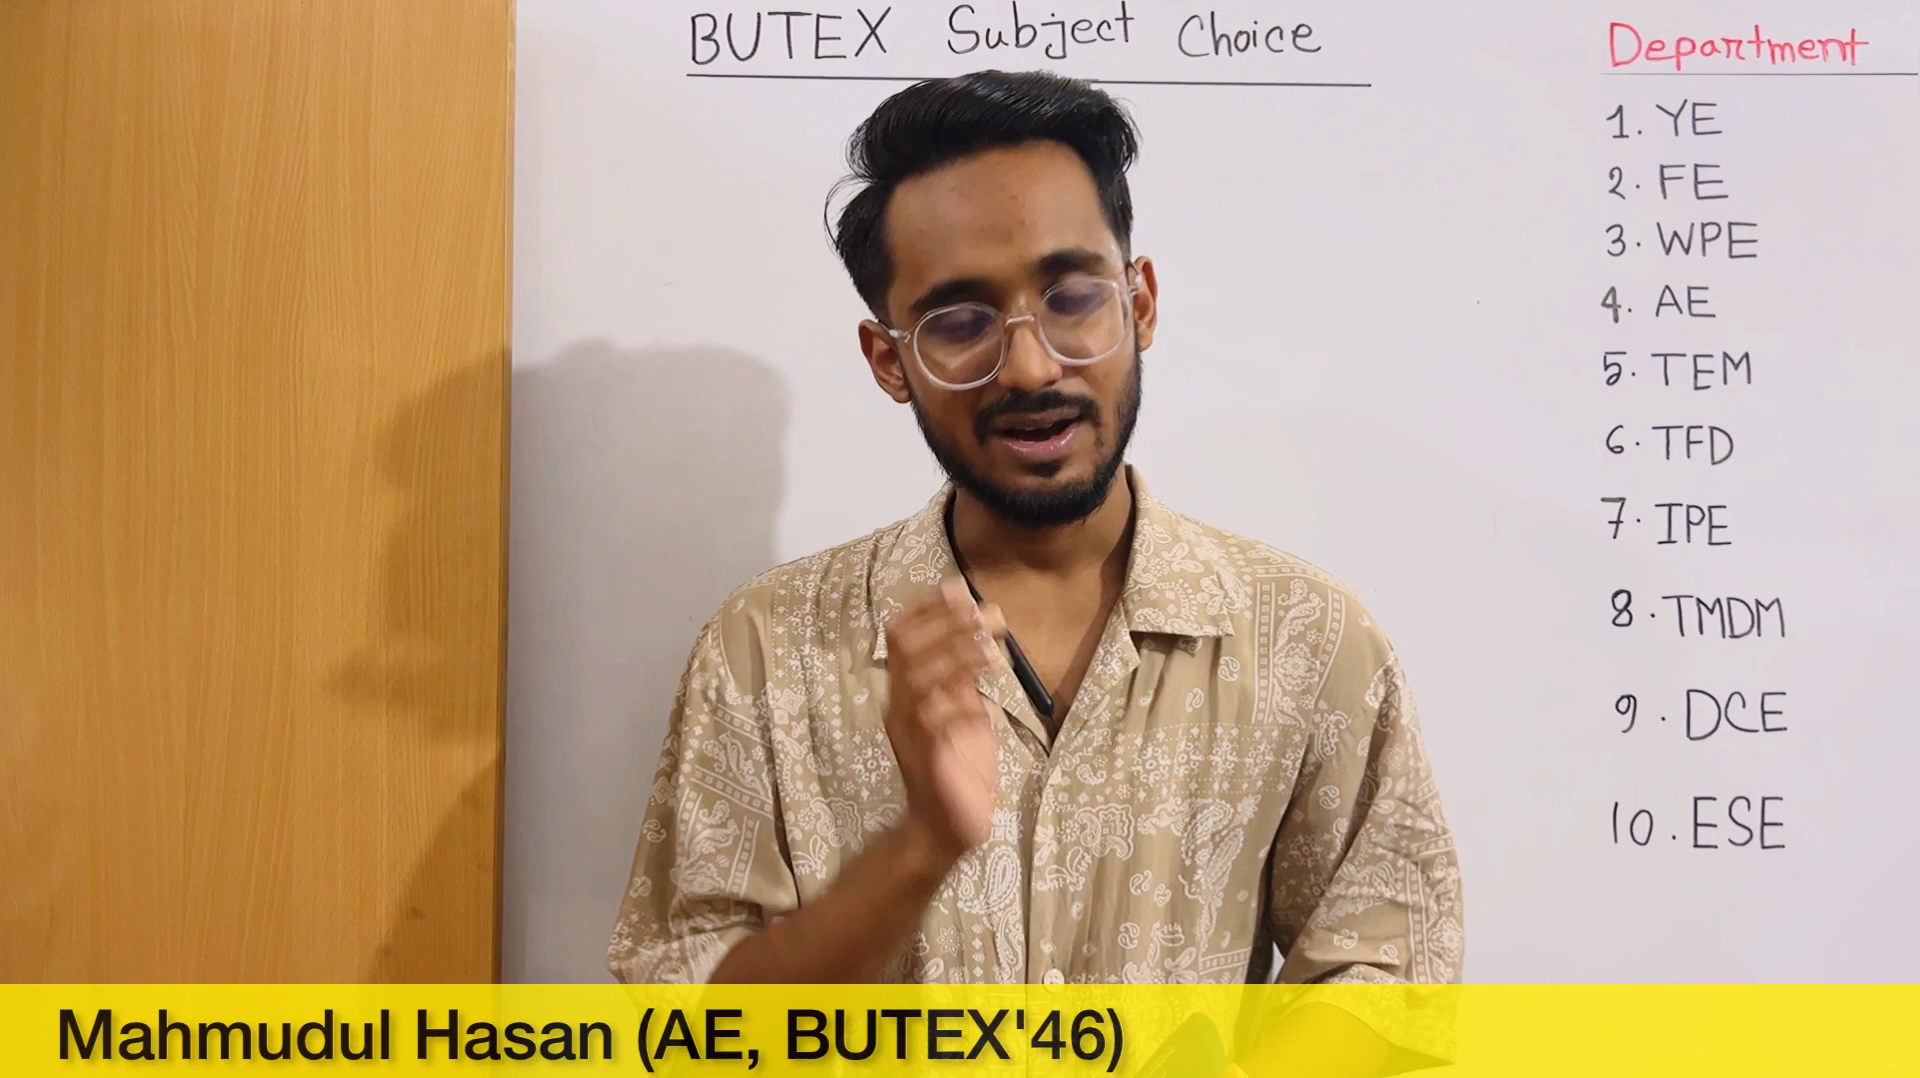 BUTEX Subject Choice
Department
1. YE
2. FE
3. WPE
4. AE
5. TEM
6. TFD
7. IPE
8. TMDM
9. DCE
10. ESE
Mahmudul Hasan (AE, BUTEX'46)